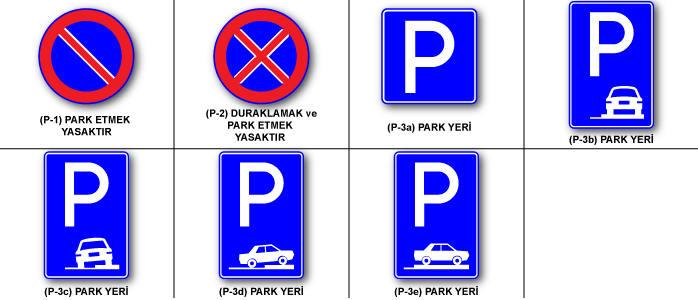 (P-1) PARK ETMEK
YASAKTIR
(P-2) DURAKLAMAK ve
PARK ETMEK
YASAKTIR
P
(P-3a) PARK YERİ
P
(P-3b) PARK YERİ
P
(P-3c) PARK YERİ
P
(P-3d) PARK YERİ
P
(P-3e) PARK YERİ